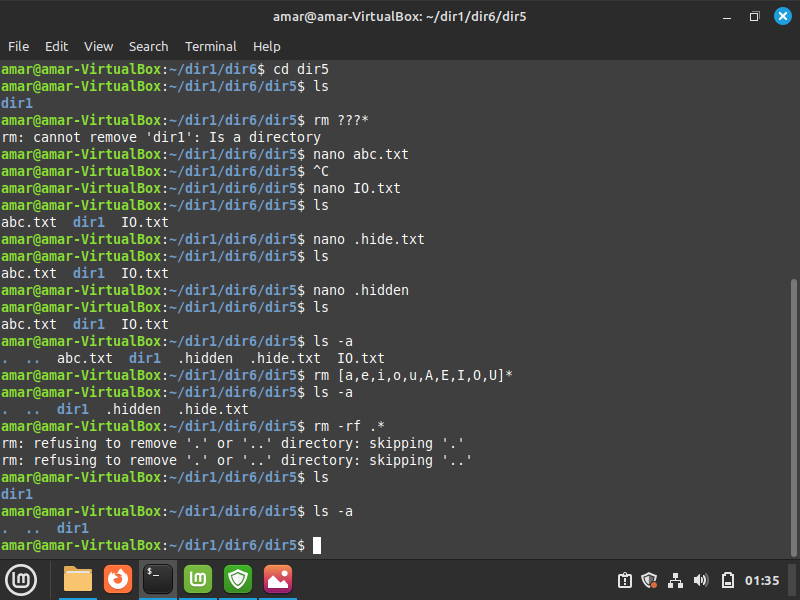 amar@amar-VirtualBox: ~/dir1/dir6/dir5
File Edit View Search Terminal Help
amar@amar-VirtualBox:~/dir1/dir6$ cd dir5
amar@amar-VirtualBox:~/dir1/dir6/dir5$ ls
dir1
amar@amar-VirtualBox:~/dir1/dir6/dir5$ rm ???*
rm: cannot remove 'dir1': Is a directory
amar@amar-VirtualBox:~/dir1/dir6/dir5$ nano abc.txt
amar@amar-VirtualBox:~/dir1/dir6/dir5$ ^C
amar@amar-VirtualBox:~/dir1/dir6/dir5$ nano IO.txt
amar@amar-VirtualBox:~/dir1/dir6/dir5$ ls
abc.txt  dir1  IO.txt
amar@amar-VirtualBox:~/dir1/dir6/dir5$ nano .hide.txt
amar@amar-VirtualBox:~/dir1/dir6/dir5$ ls
abc.txt  dir1  IO.txt
amar@amar-VirtualBox:~/dir1/dir6/dir5$ nano .hidden
amar@amar-VirtualBox:~/dir1/dir6/dir5$ ls
abc.txt  dir1  IO.txt
amar@amar-VirtualBox:~/dir1/dir6/dir5$ ls -a
.  ..  abc.txt  dir1  .hidden  .hide.txt  IO.txt
amar@amar-VirtualBox:~/dir1/dir6/dir5$ rm [a,e,i,o,u,A,E,I,O,U]*
amar@amar-VirtualBox:~/dir1/dir6/dir5$ ls -a
.  ..  dir1  .hidden  .hide.txt
amar@amar-VirtualBox:~/dir1/dir6/dir5$ rm -rf .*
rm: refusing to remove '.' or '..' directory: skipping '.'
rm: refusing to remove '.' or '..' directory: skipping '..'
amar@amar-VirtualBox:~/dir1/dir6/dir5$ ls
dir1
amar@amar-VirtualBox:~/dir1/dir6/dir5$ ls -a
.  ..  dir1
amar@amar-VirtualBox:~/dir1/dir6/dir5$
01:35